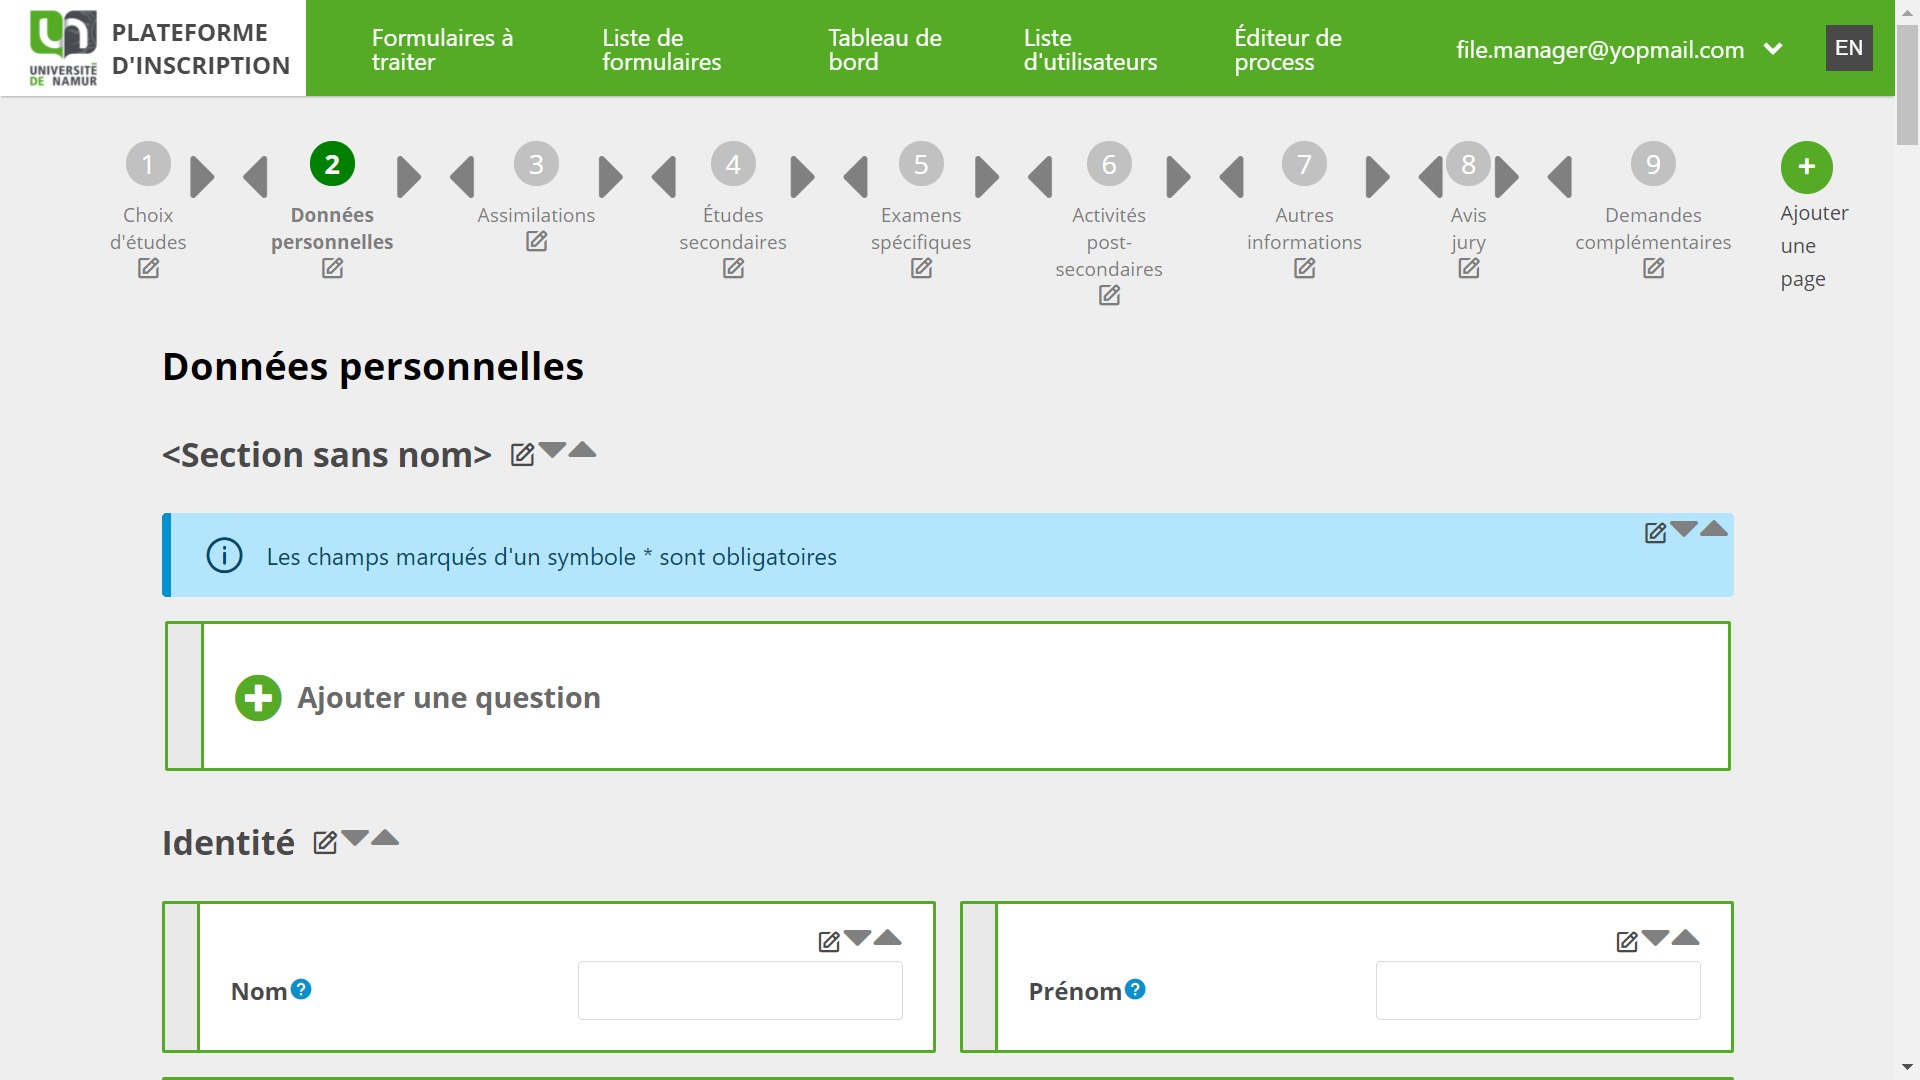 PLATEFORME
D'INSCRIPTION
UNIVERSITÉ
DE NAMUR
Formulaires à
traiter
Liste de
formulaires
Tableau de
bord
Liste
d'utilisateurs
Éditeur de
process
file.manager@yopmail.com
EN
1
Choix
d'études
2
Données
personnelles
3
Assimilations
4
Études
secondaires
5
Examens
spécifiques
6
Activités
post-
secondaires
7
Autres
informations
8
Avis
jury
9
Demandes
complémentaires
Ajouter
une
page
Données personnelles
<Section sans nom>
Les champs marqués d'un symbole * sont obligatoires
Ajouter une question
Identité
Nom
Prénom